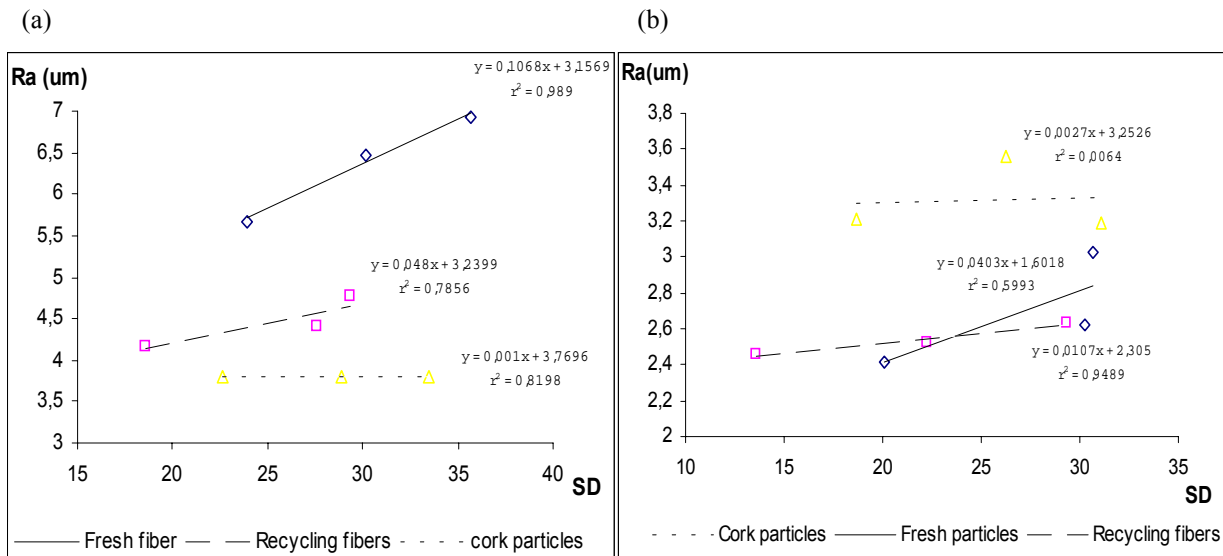 (a)
(b)
Ra (um)
y = 0,1068x + 3,1569
r² = 0,989
7
6,5
6
5,5
5
4,5
4
3,5
3
y = 0,048x + 3,2399
r² = 0,7856
y = 0,001x + 3,7696
r² = 0,8198
15 20 25 30 35 40
SD
Fresh fiber Recycling fibers cork particles
Ra(um)
3,8
3,6
3,4
3,2
3
2,8
2,6
2,4
2,2
2
y = 0,0027x + 3,2526
r² = 0,0064
y = 0,0403x + 1,6018
r² = 0,5993
y = 0,0107x + 2,305
r² = 0,9489
10 15 20 25 30 35
SD
Cork particles Fresh particles Recycling fibers